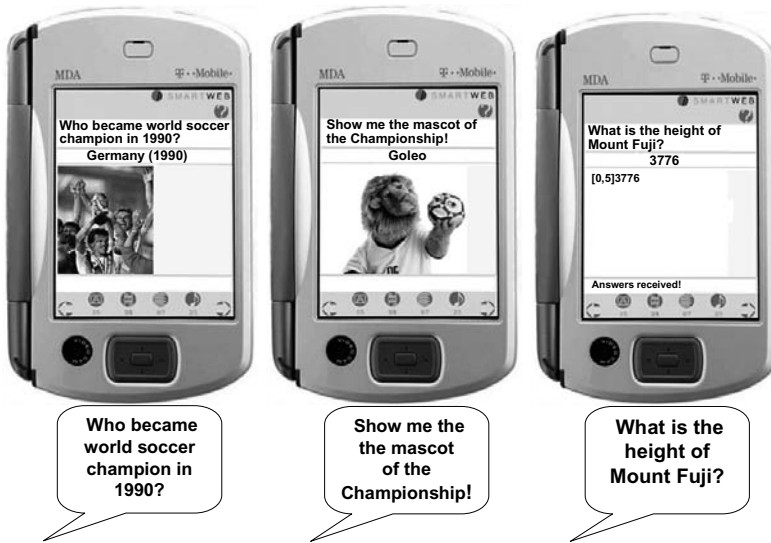 MDA
T··Mobile·
SMARTWEB
Who became world soccer
champion in 1990?
Germany (1990)
MDA
T··Mobile·
SMARTWEB
Show me the mascot of
the Championship!
Goleo
MDA
T··Mobile·
SMARTWEB
What is the height of
Mount Fuji?
3776
[0,5]3776
Answers received!
Who became
world soccer
champion in
1990?
Show me the
the mascot
of the
Championship!
What is the
height of
Mount Fuji?